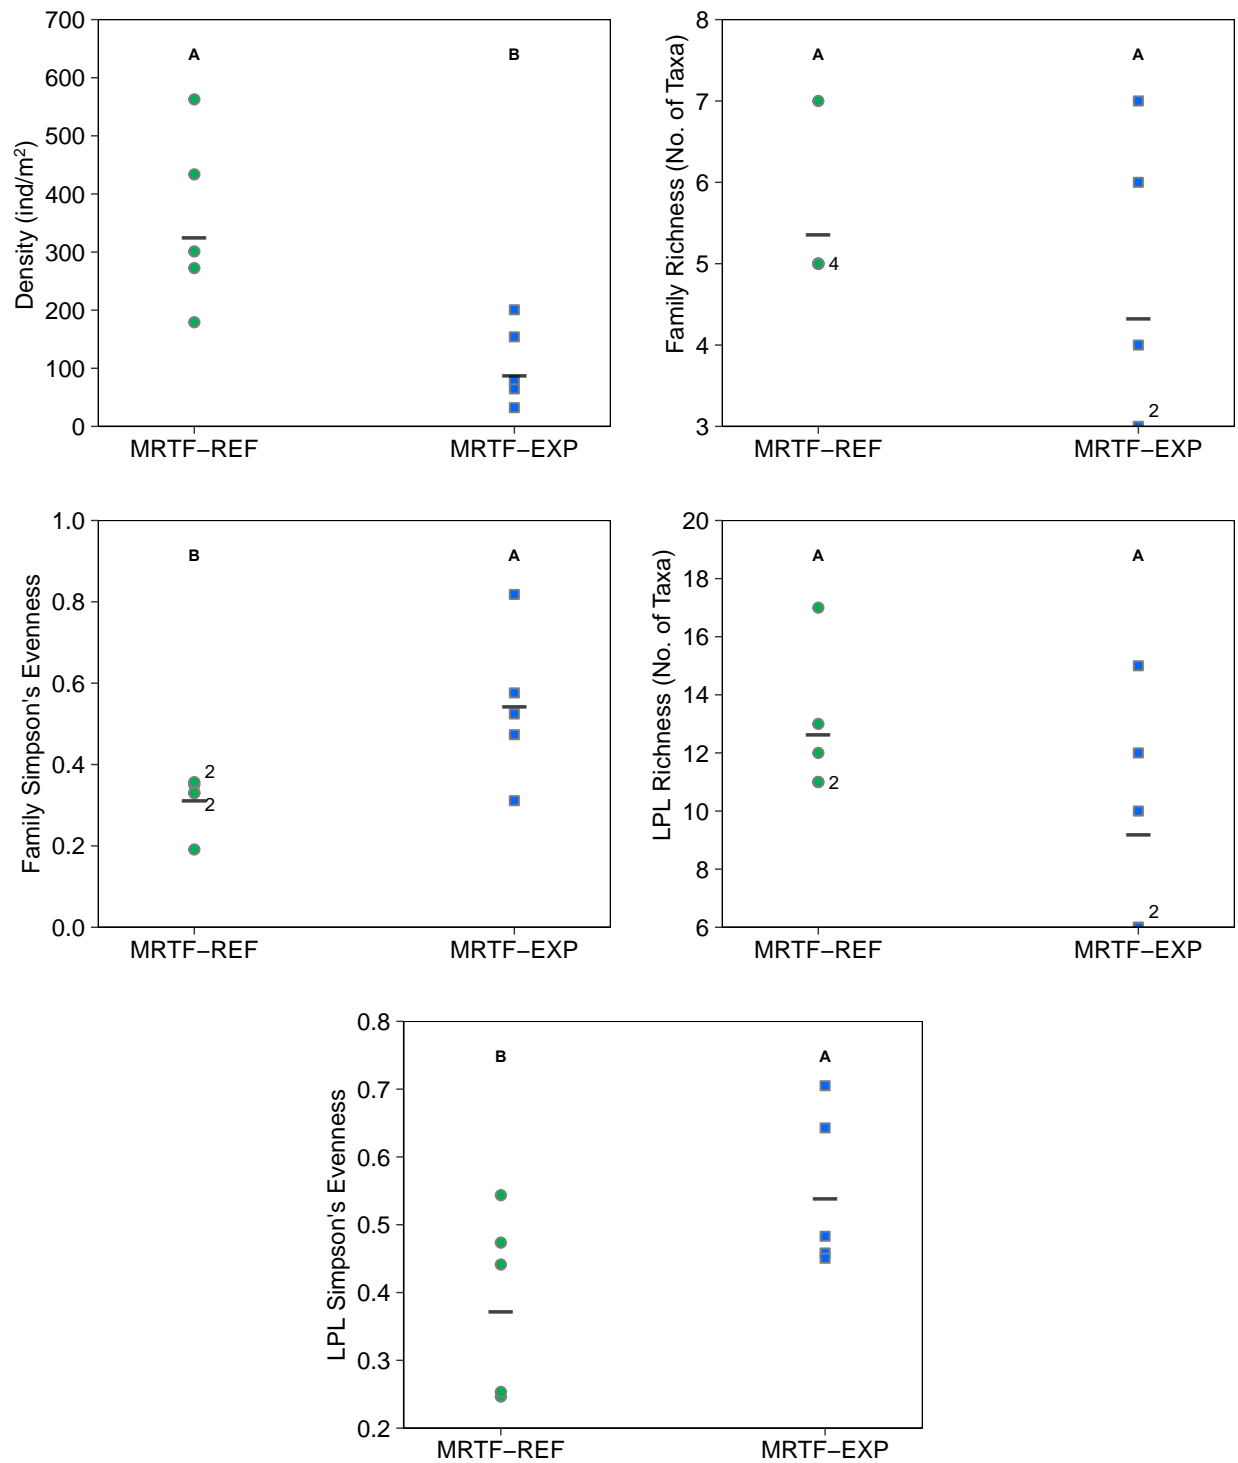 Density (ind/m²)
700
600
500
400
300
200
100
0
A
B
4
MRTF−REF
MRTF−EXP
Family Richness (No. of Taxa)
8
7
6
5
4
3
A
A
2
MRTF−REF
MRTF−EXP
Family Simpson's Evenness
1.0
0.8
0.6
0.4
0.2
0.0
B
A
2
2
MRTF−REF
MRTF−EXP
LPL Richness (No. of Taxa)
20
18
16
14
12
10
8
6
A
A
2
2
MRTF−REF
MRTF−EXP
LPL Simpson's Evenness
0.8
0.7
0.6
0.5
0.4
0.3
0.2
B
A
MRTF−REF
MRTF−EXP